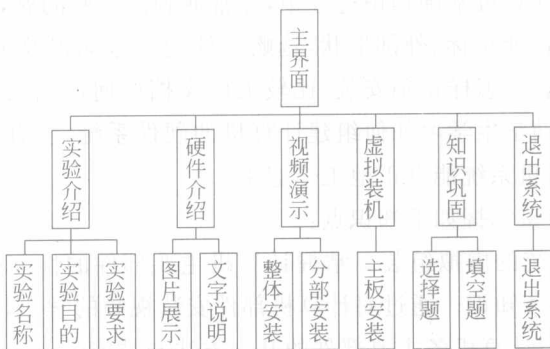 主界面
实验介绍
硬件介绍
视频演示
虚拟装机
知识巩固
退出系统
实验名称
实验目的
实验要求
图片展示
文字说明
整体安装
分部安装
主板安装
选择题
填空题
退出系统